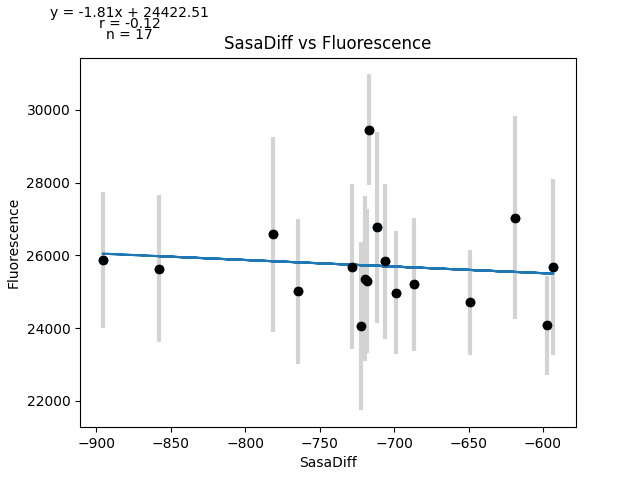 y = -1.81x + 24422.51
r = -0.12
n = 17
SasaDiff vs Fluorescence
30000
28000
26000
24000
22000
Fluorescence
−900
−850
−800
−750
−700
−650
−600
SasaDiff